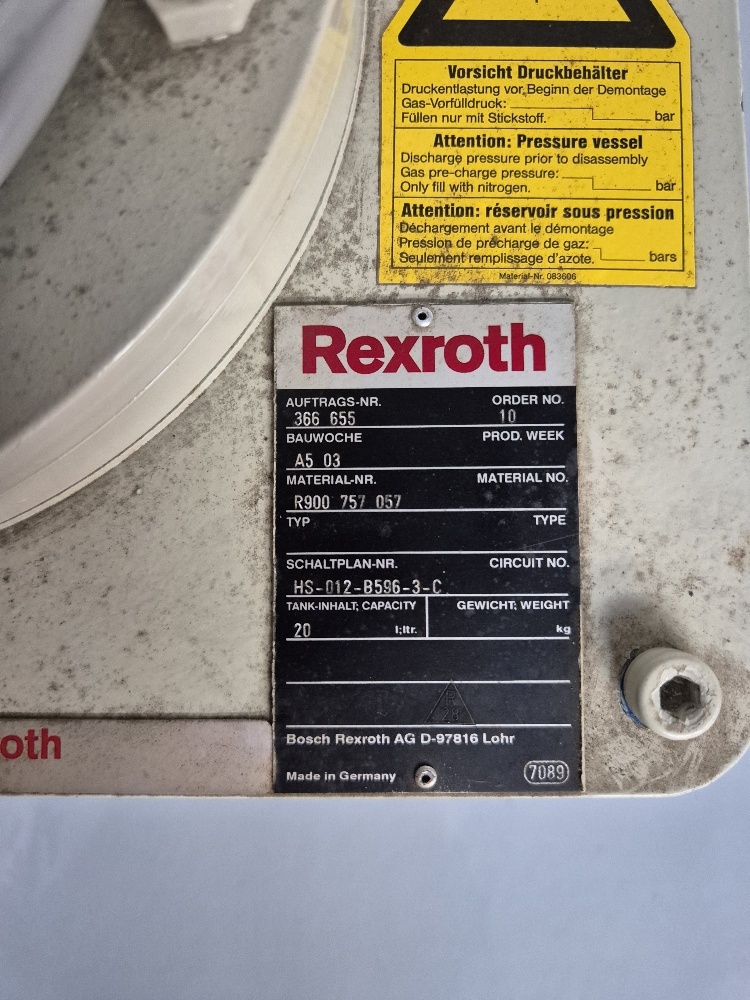 !
Vorsicht Druckbehälter
Druckentlastung vor Beginn der Demontage
Gas-Vorfülldruck:
Füllen nur mit Stickstoff. bar
Attention: Pressure vessel
Discharge pressure prior to disassembly
Gas pre-charge pressure:
Only fill with nitrogen. bar
Attention: réservoir sous pression
Déchargement avant le démontage
Pression de précharge de gaz:
Seulement remplissage d'azote. bars
Material-Nr. 083606
Rexroth
AUFTRAGS-NR. ORDER NO.
366 655 10
BAUWOCHE PROD. WEEK
A5 03
MATERIAL-NR. MATERIAL NO.
R900 757 057
TYP TYPE
SCHALTPLAN-NR. CIRCUIT NO.
HS-012-B596-3-C
TANK-INHALT; CAPACITY GEWICHT; WEIGHT
20 l;ltr. kg
Bosch Rexroth AG D-97816 Lohr
Made in Germany 7089
oth